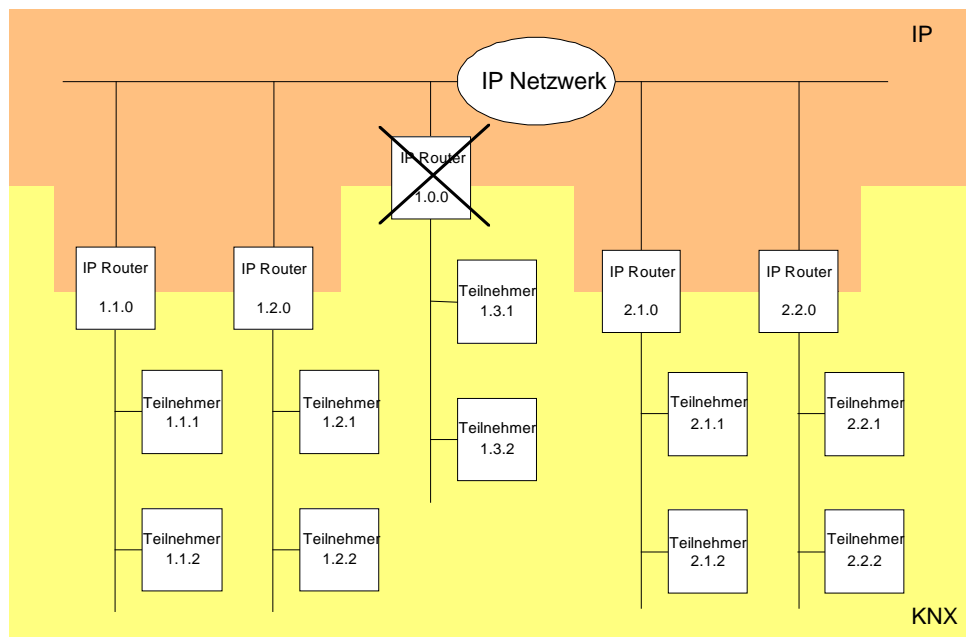 IP
IP Netzwerk
IP Router
1.0.0
IP Router
1.1.0
IP Router
1.2.0
IP Router
2.1.0
IP Router
2.2.0
Teilnehmer
1.3.1
Teilnehmer
1.3.2
Teilnehmer
1.1.1
Teilnehmer
1.2.1
Teilnehmer
2.1.1
Teilnehmer
2.2.1
Teilnehmer
1.1.2
Teilnehmer
1.2.2
Teilnehmer
2.1.2
Teilnehmer
2.2.2
KNX